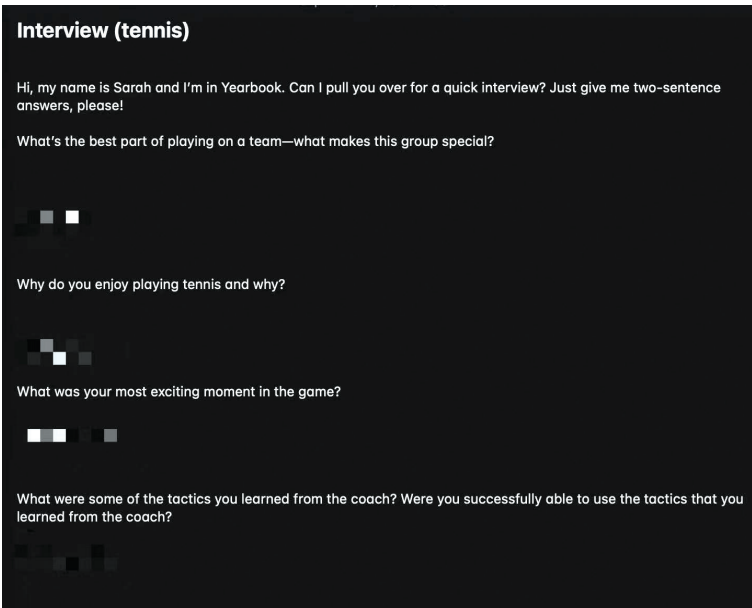 Interview (tennis)
Hi, my name is Sarah and I'm in Yearbook. Can I pull you over for a quick interview? Just give me two-sentence
answers, please!
What's the best part of playing on a team—what makes this group special?
Why do you enjoy playing tennis and why?
What was your most exciting moment in the game?
What were some of the tactics you learned from the coach? Were you successfully able to use the tactics that you
learned from the coach?